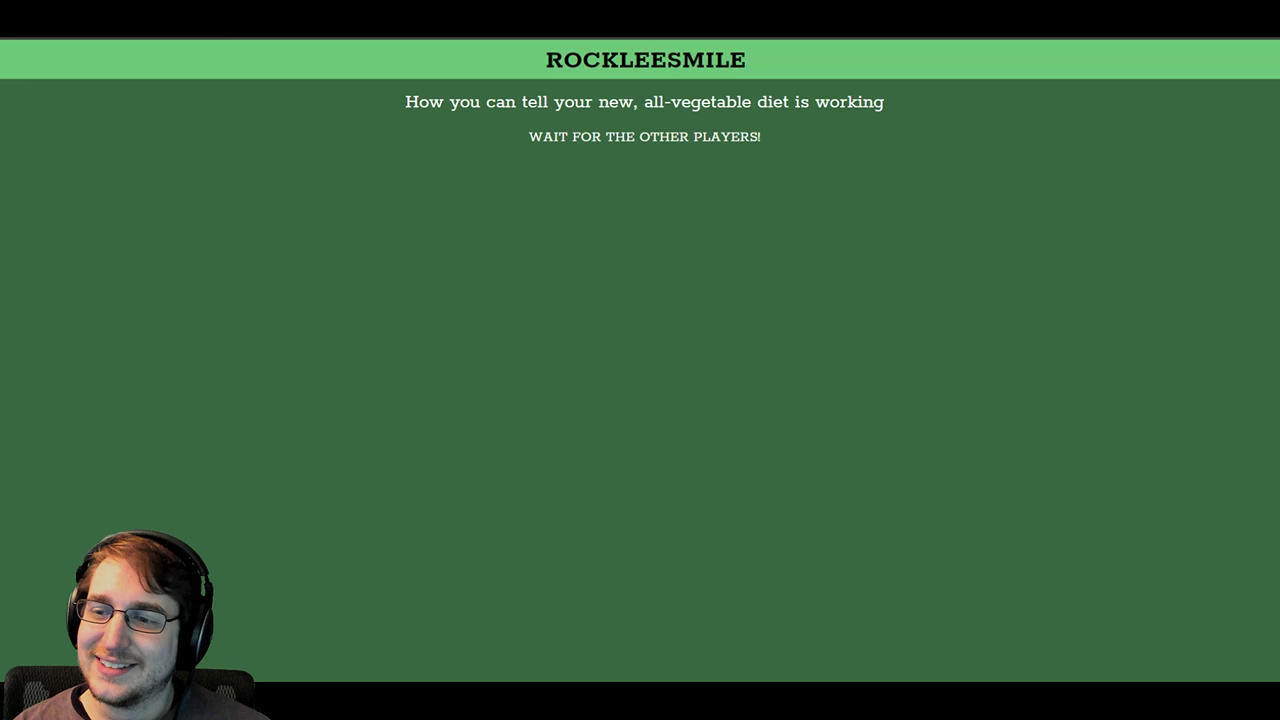 ROCKLEESMILE
How you can tell your new, all-vegetable diet is working
WAIT FOR THE OTHER PLAYERS!